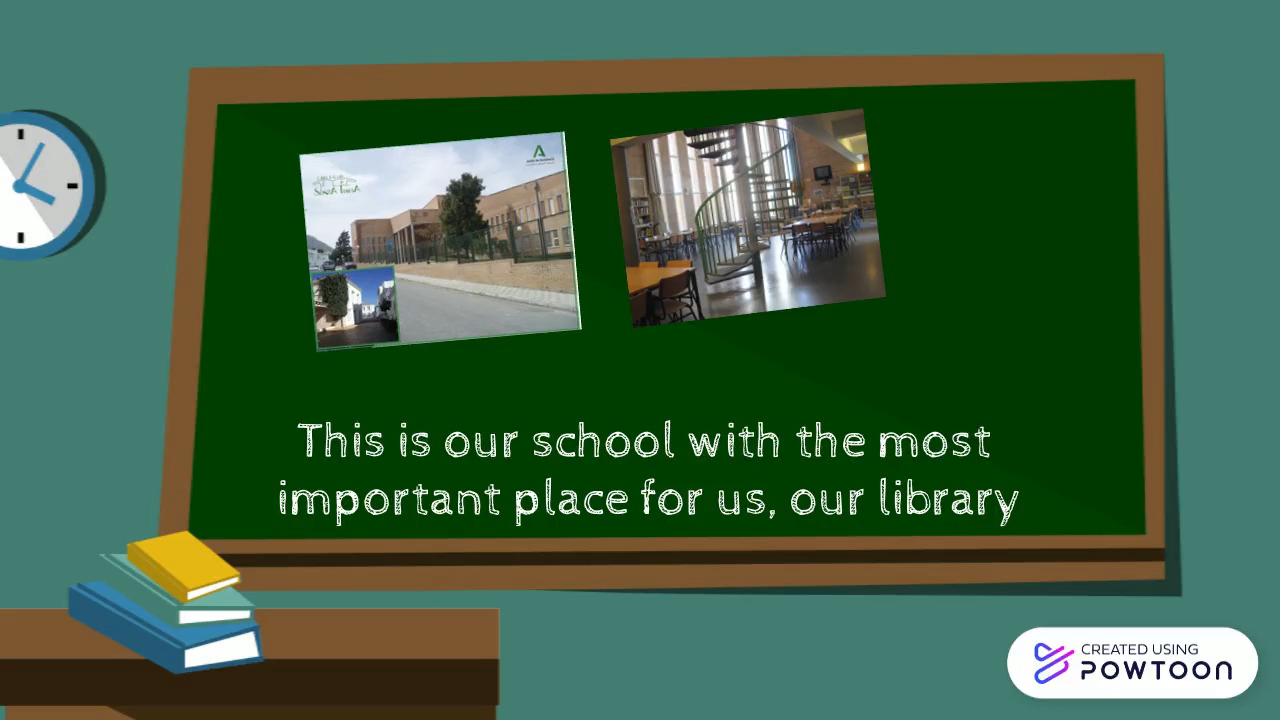 This is our school with the most
important place for us, our library
CREATED USING
POWTOON